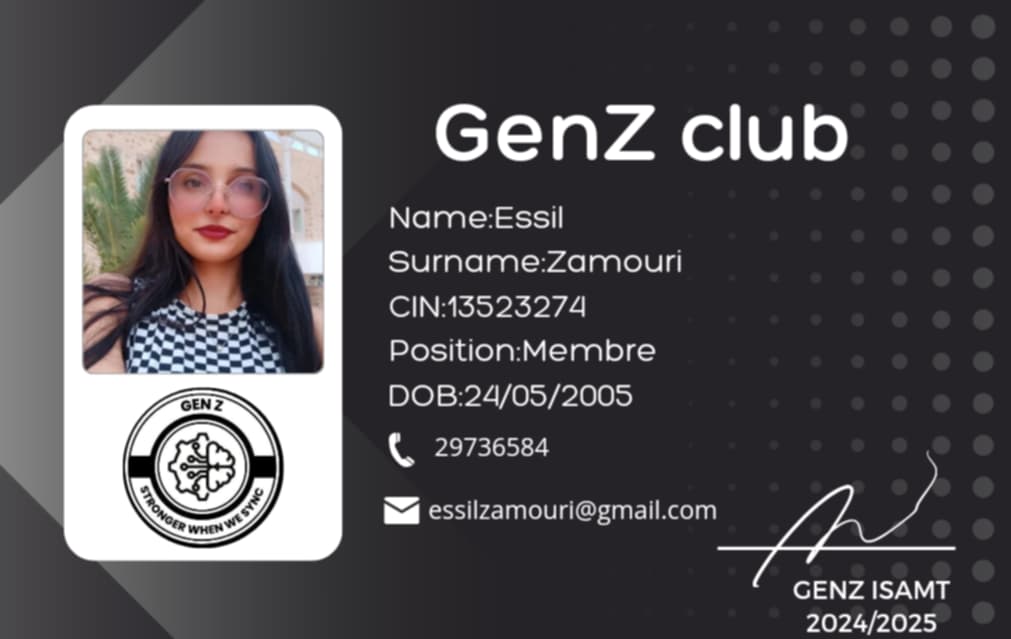 GenZ club
Name:Essil
Surname:Zamouri
CIN:13523274
Position:Membre
DOB:24/05/2005
29736584
essilzamouri@gmail.com
GEN Z
STRONGER WHEN WE SYNC
GENZ ISAMT
2024/2025